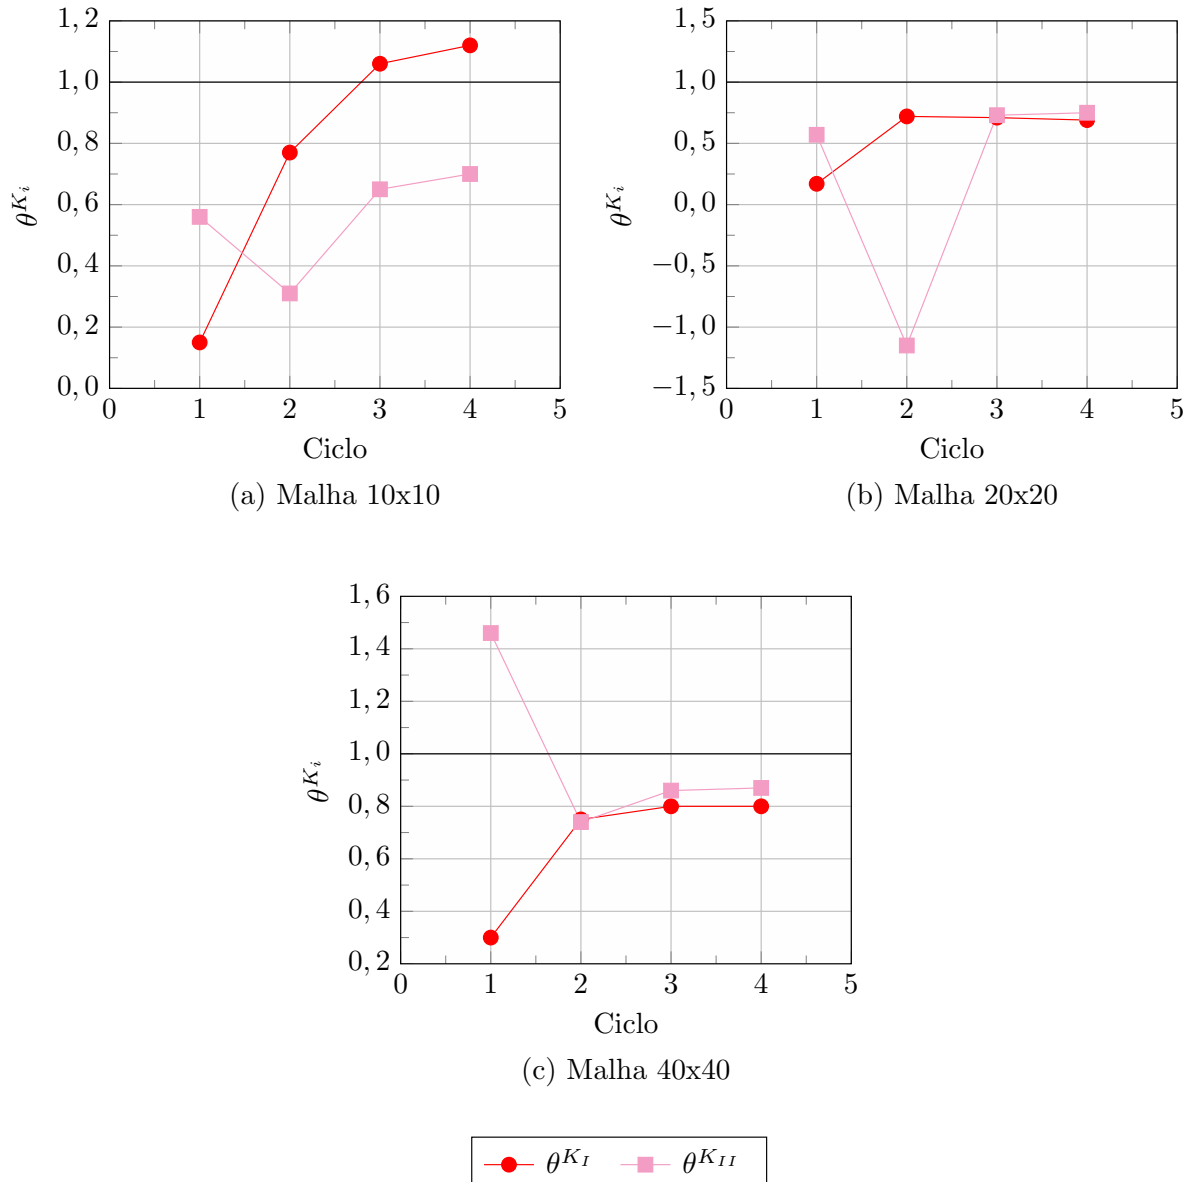 1,2
1,0
0,8
0,6
0,4
0,2
0,0
θ^{K_i}
0 1 2 3 4 5
Ciclo
(a) Malha 10x10
1,5
1,0
0,5
0,0
−0,5
−1,0
−1,5
θ^{K_i}
0 1 2 3 4 5
Ciclo
(b) Malha 20x20
1,6
1,4
1,2
1,0
0,8
0,6
0,4
0,2
θ^{K_i}
0 1 2 3 4 5
Ciclo
(c) Malha 40x40
θ^{K_I} θ^{K_{II}}